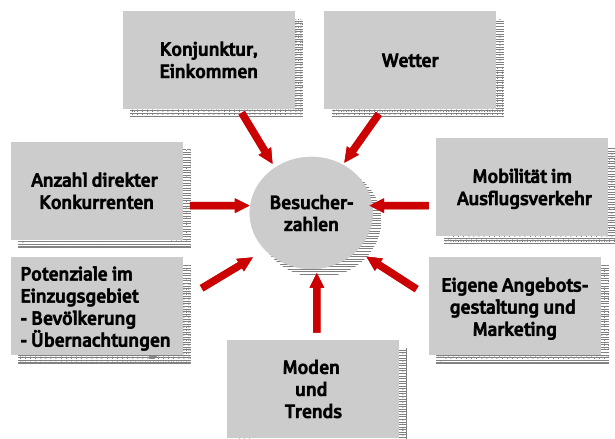 Konjunktur,
Einkommen
Wetter
Anzahl direkter
Konkurrenten
Besucher-
zahlen
Mobilität im
Ausflugsverkehr
Potenziale im
Einzugsgebiet
- Bevölkerung
- Übernachtungen
Eigene Angebots-
gestaltung und
Marketing
Moden
und
Trends